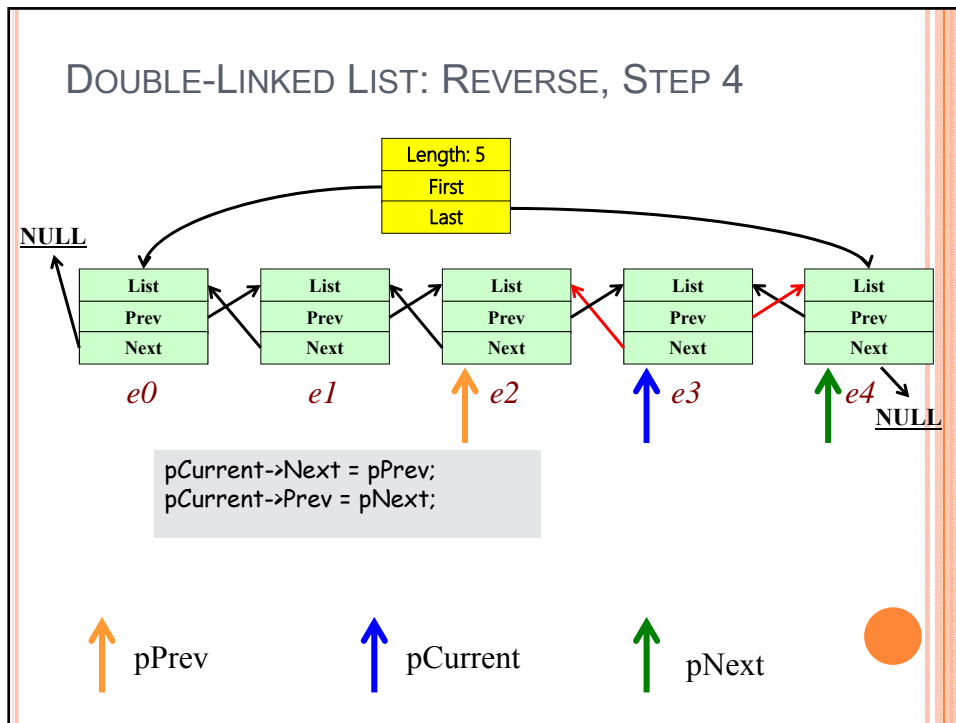 DOUBLE-LINKED LIST: REVERSE, STEP 4
Length: 5
First
Last
NULL
List List List List List
Prev Prev Prev Prev Prev
Next Next Next Next Next
e0 e1 e2 e3 e4
NULL
pCurrent->Next = pPrev;
pCurrent->Prev = pNext;
pPrev pCurrent pNext